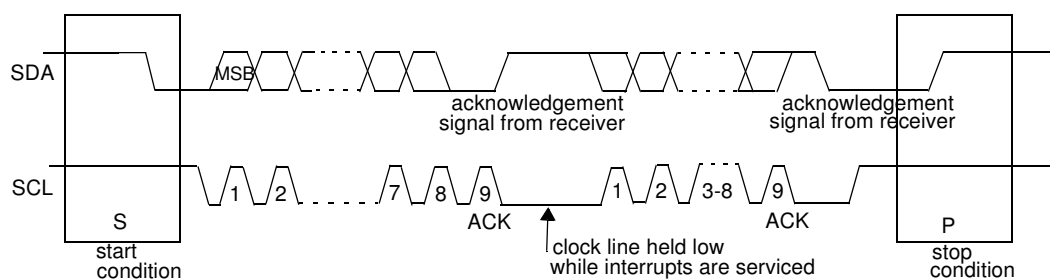 SDA
MSB
acknowledgement
signal from receiver
acknowledgement
signal from receiver
SCL
1
2
7
8
9
1
2
3-8
9
ACK
ACK
S
P
start
condition
clock line held low
while interrupts are serviced
stop
condition